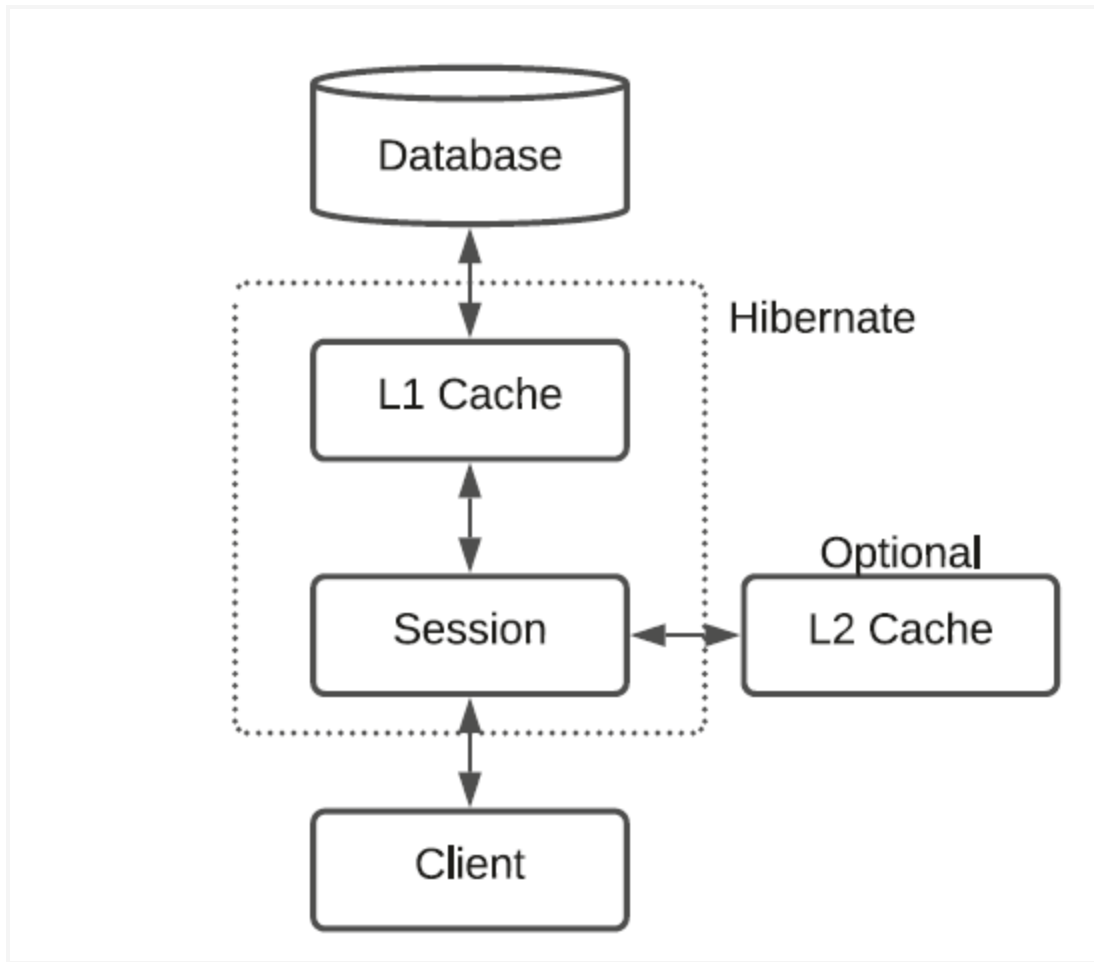 Database
Hibernate
L1 Cache
Optional
Session
L2 Cache
Client